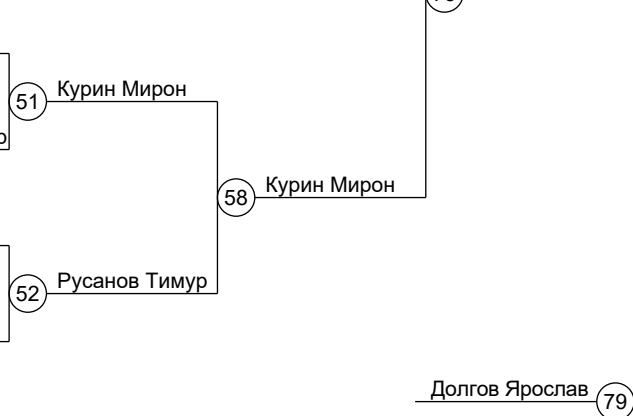 51
Курин Мирон
р
58
Курин Мирон
52
Русанов Тимур
Долгов Ярослав
79